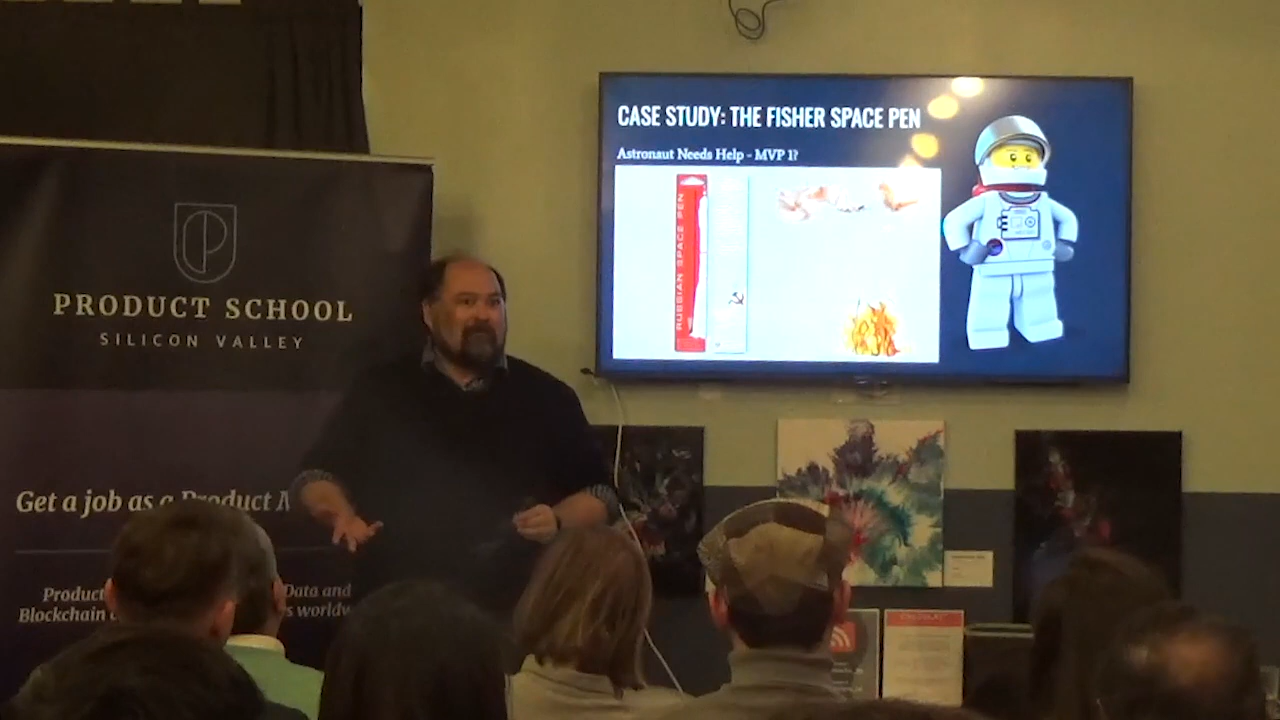 PRODUCT SCHOOL
SILICON VALLEY
Get a job as a Product
Product Data and
Blockchain
CASE STUDY: THE FISHER SPACE PEN
Astronaut Needs Help - MVP 1?
RUSSIAN SPACE PEN